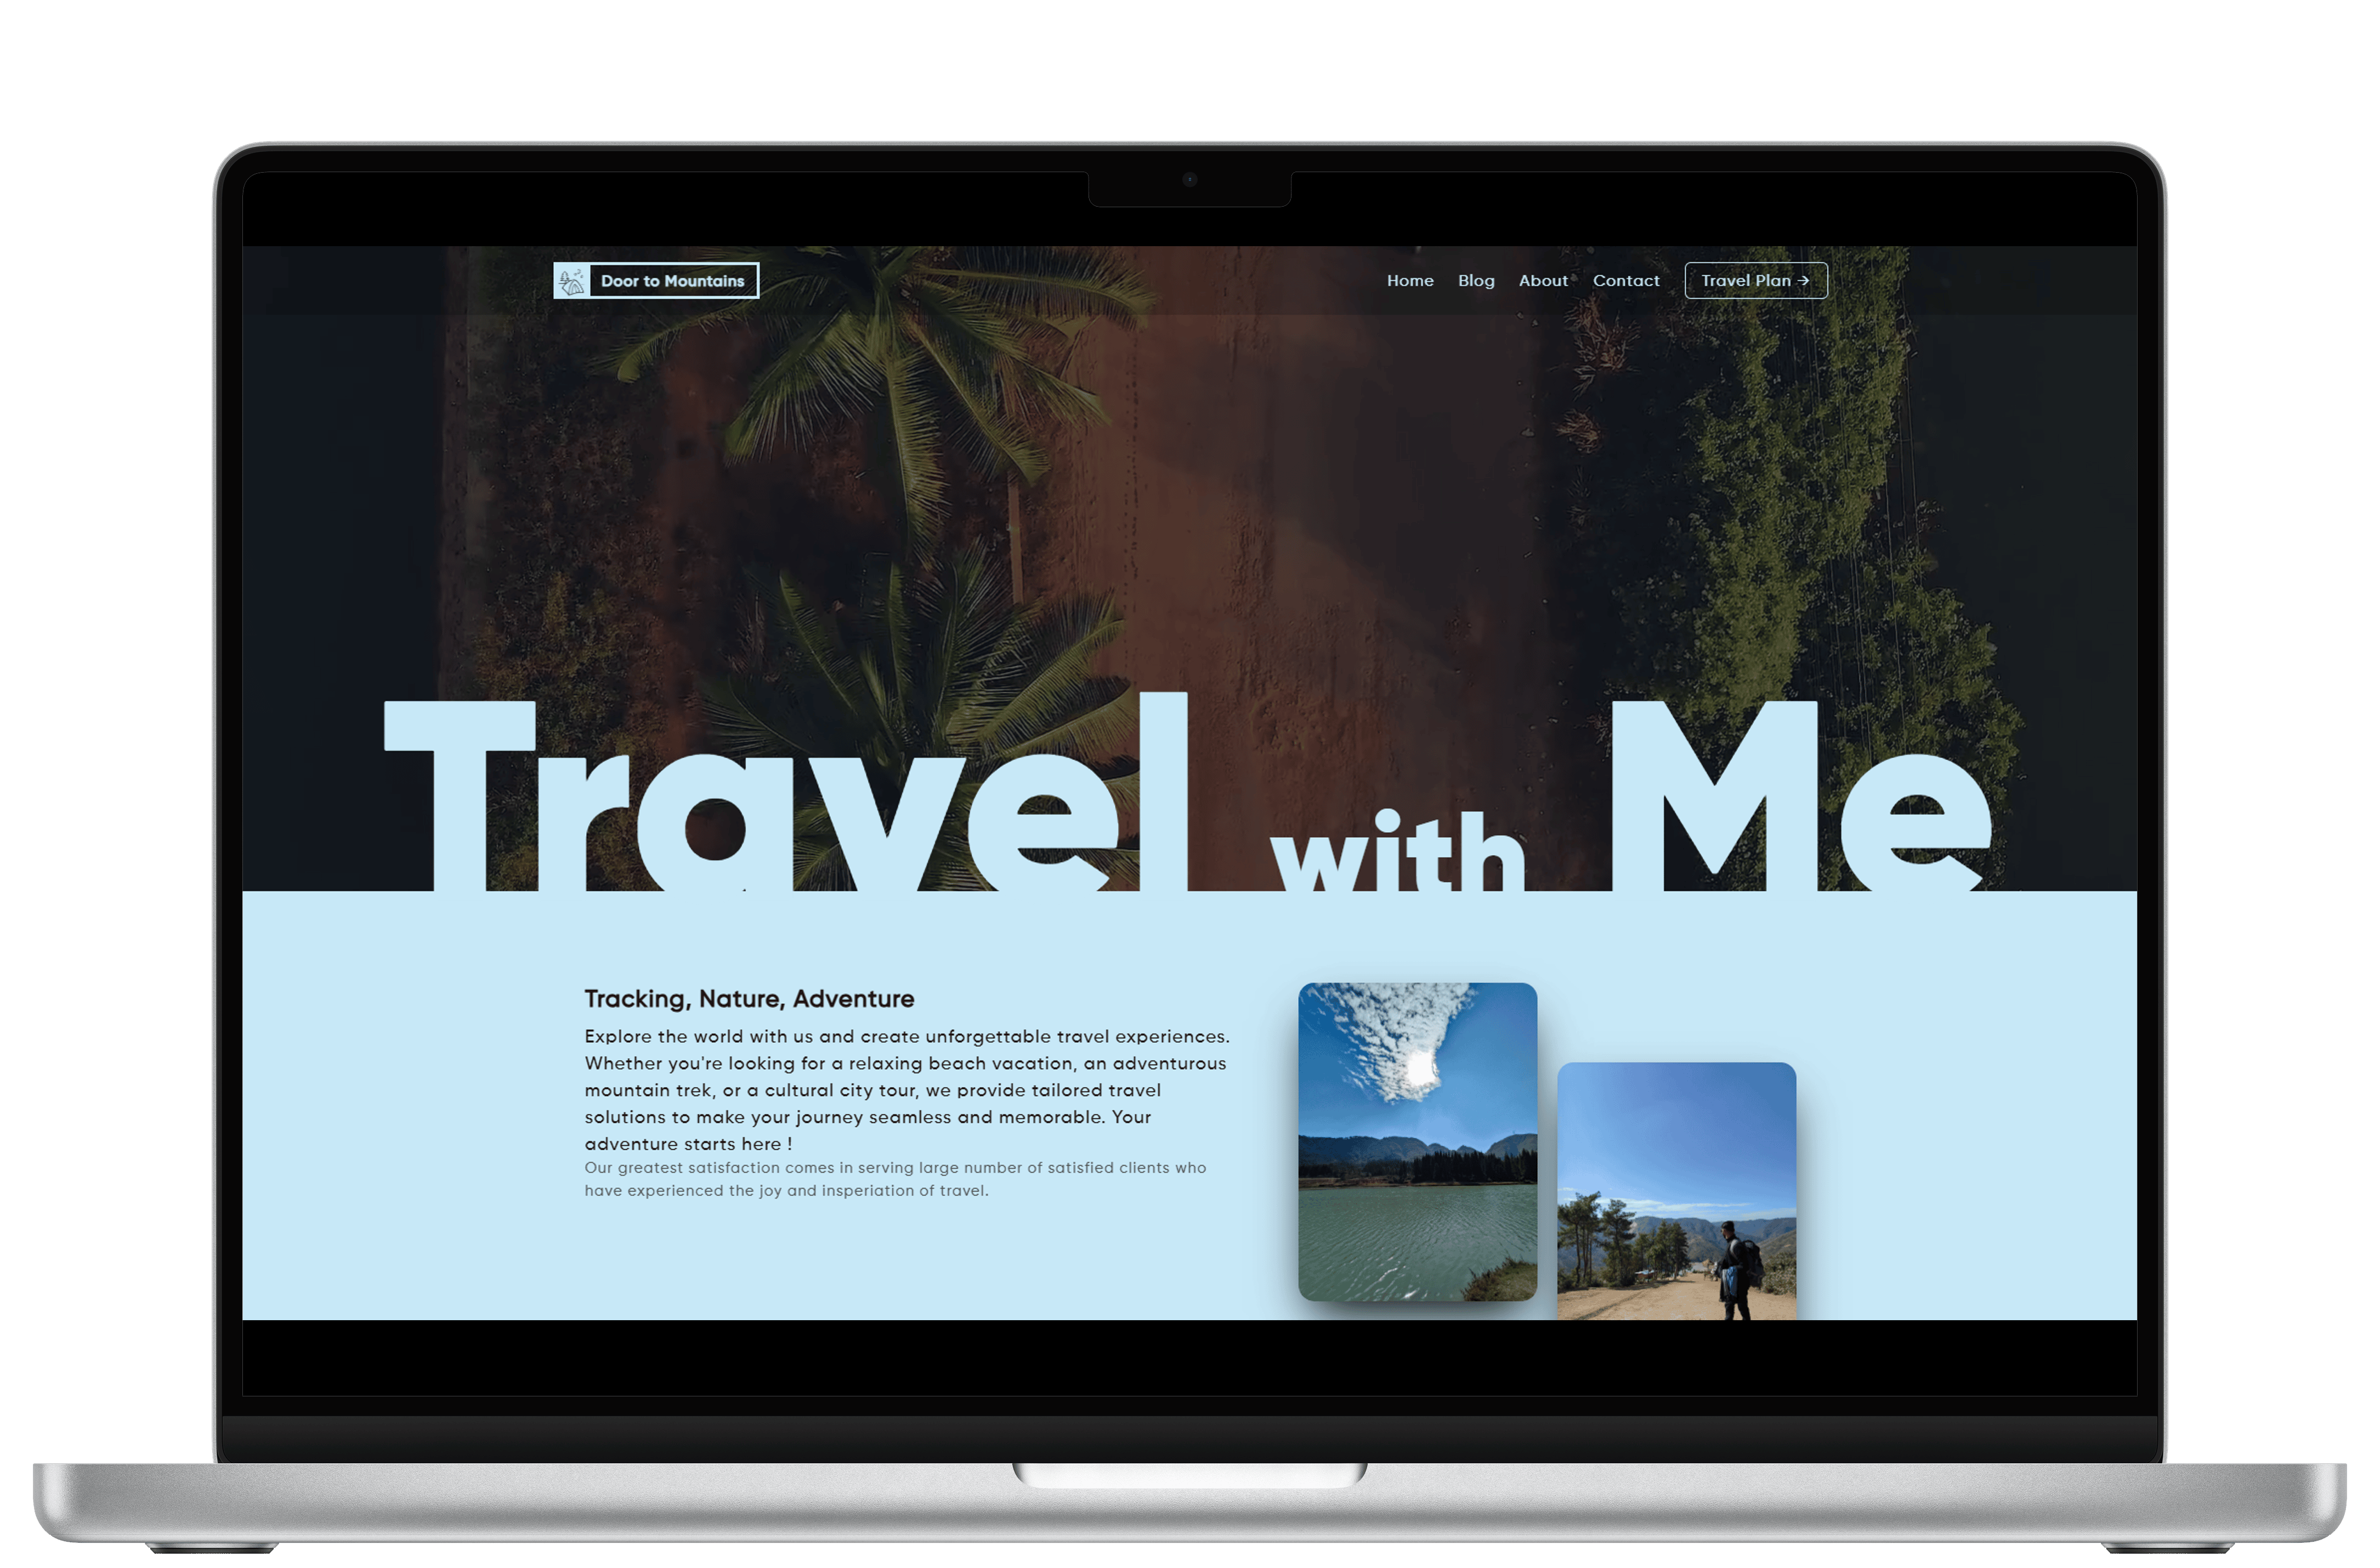 Door to Mountains
Home Blog About Contact Travel Plan →
Travel with Me
Tracking, Nature, Adventure
Explore the world with us and create unforgettable travel experiences.
Whether you're looking for a relaxing beach vacation, an adventurous
mountain trek, or a cultural city tour, we provide tailored travel
solutions to make your journey seamless and memorable. Your
adventure starts here !
Our greatest satisfaction comes in serving large number of satisfied clients who
have experienced the joy and insperiation of travel.